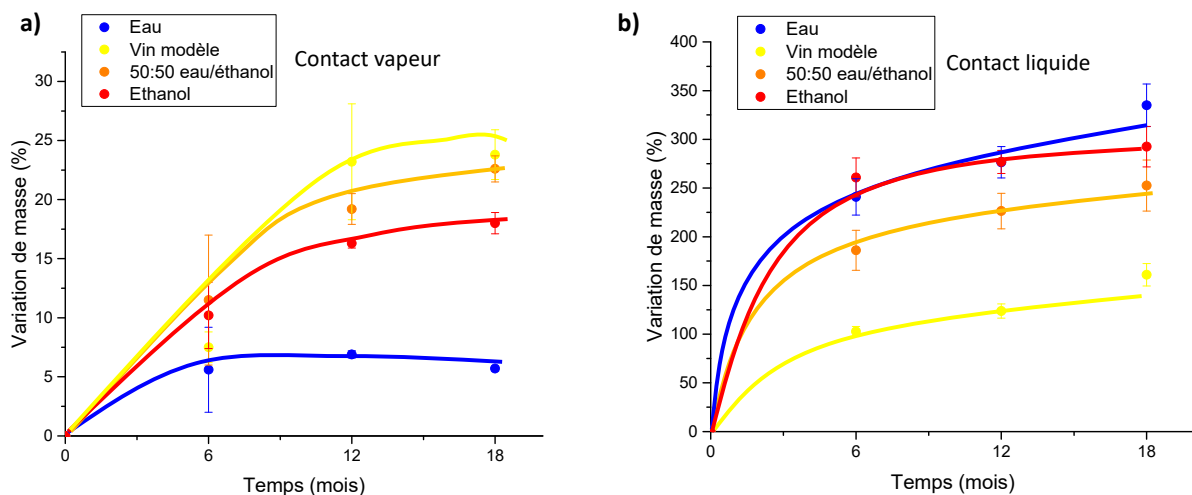 a)
Eau
Vin modèle
50:50 eau/éthanol
Ethanol
Contact vapeur
Variation de masse (%)
30
25
20
15
10
5
0
0 6 12 18
Temps (mois)
b)
Eau
Vin modèle
50:50 eau/éthanol
Ethanol
Contact liquide
Variation de masse (%)
400
350
300
250
200
150
100
50
0
0 6 12 18
Temps (mois)